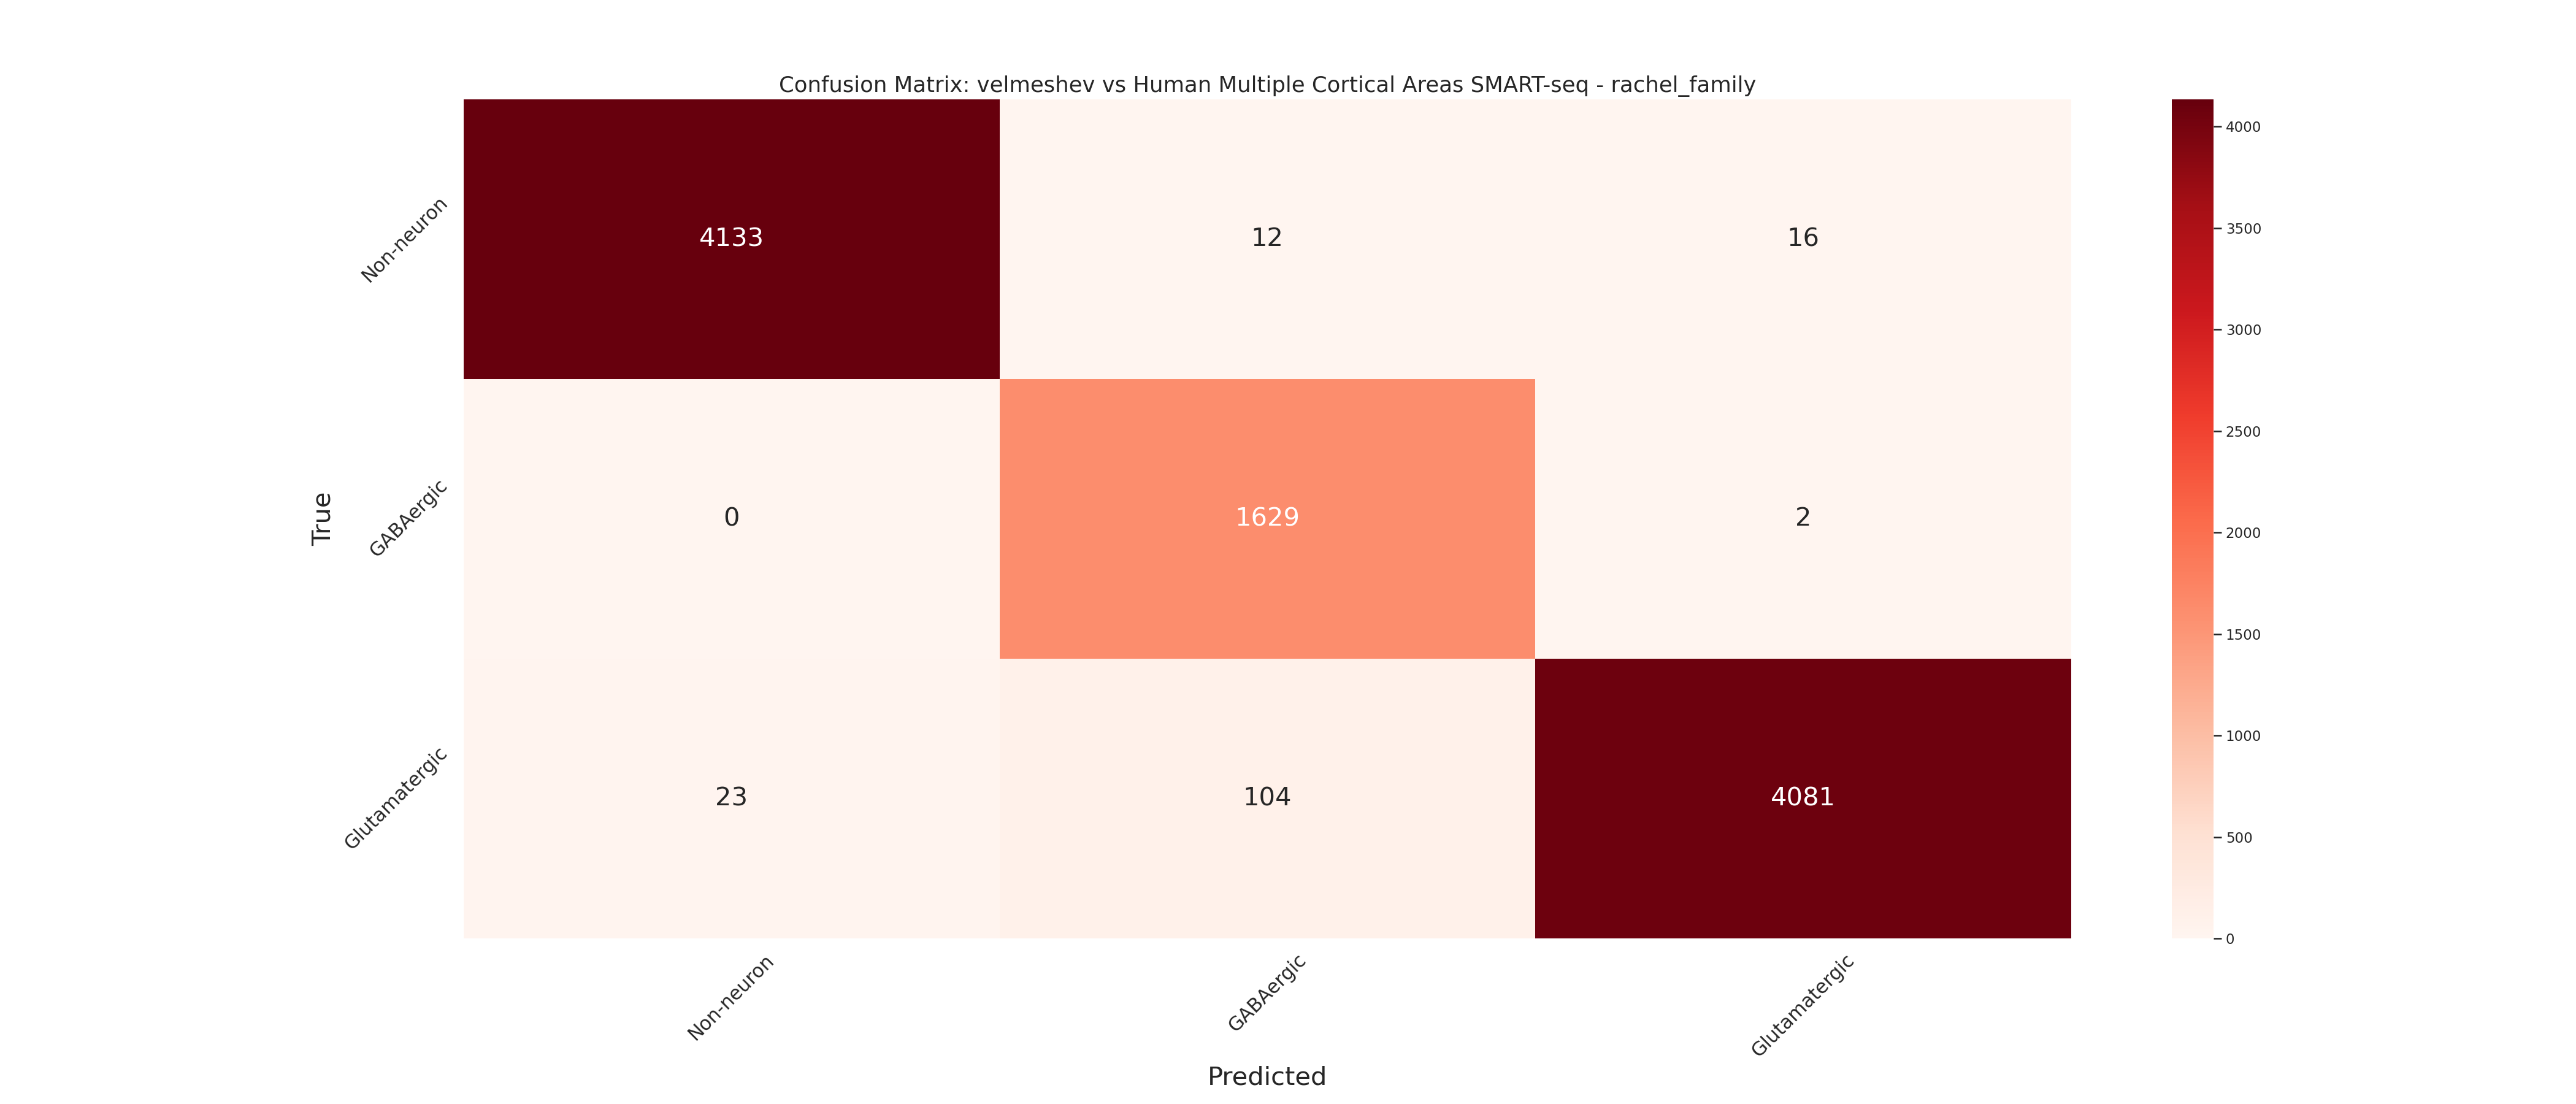 Confusion Matrix: velmeshev vs Human Multiple Cortical Areas SMART-seq - rachel_family
4000
3500
3000
2500
2000
1500
1000
500
0
True
Non-neuron
4133
12
16
GABAergic
0
1629
2
Glutamatergic
23
104
4081
Non-neuron
GABAergic
Glutamatergic
Predicted